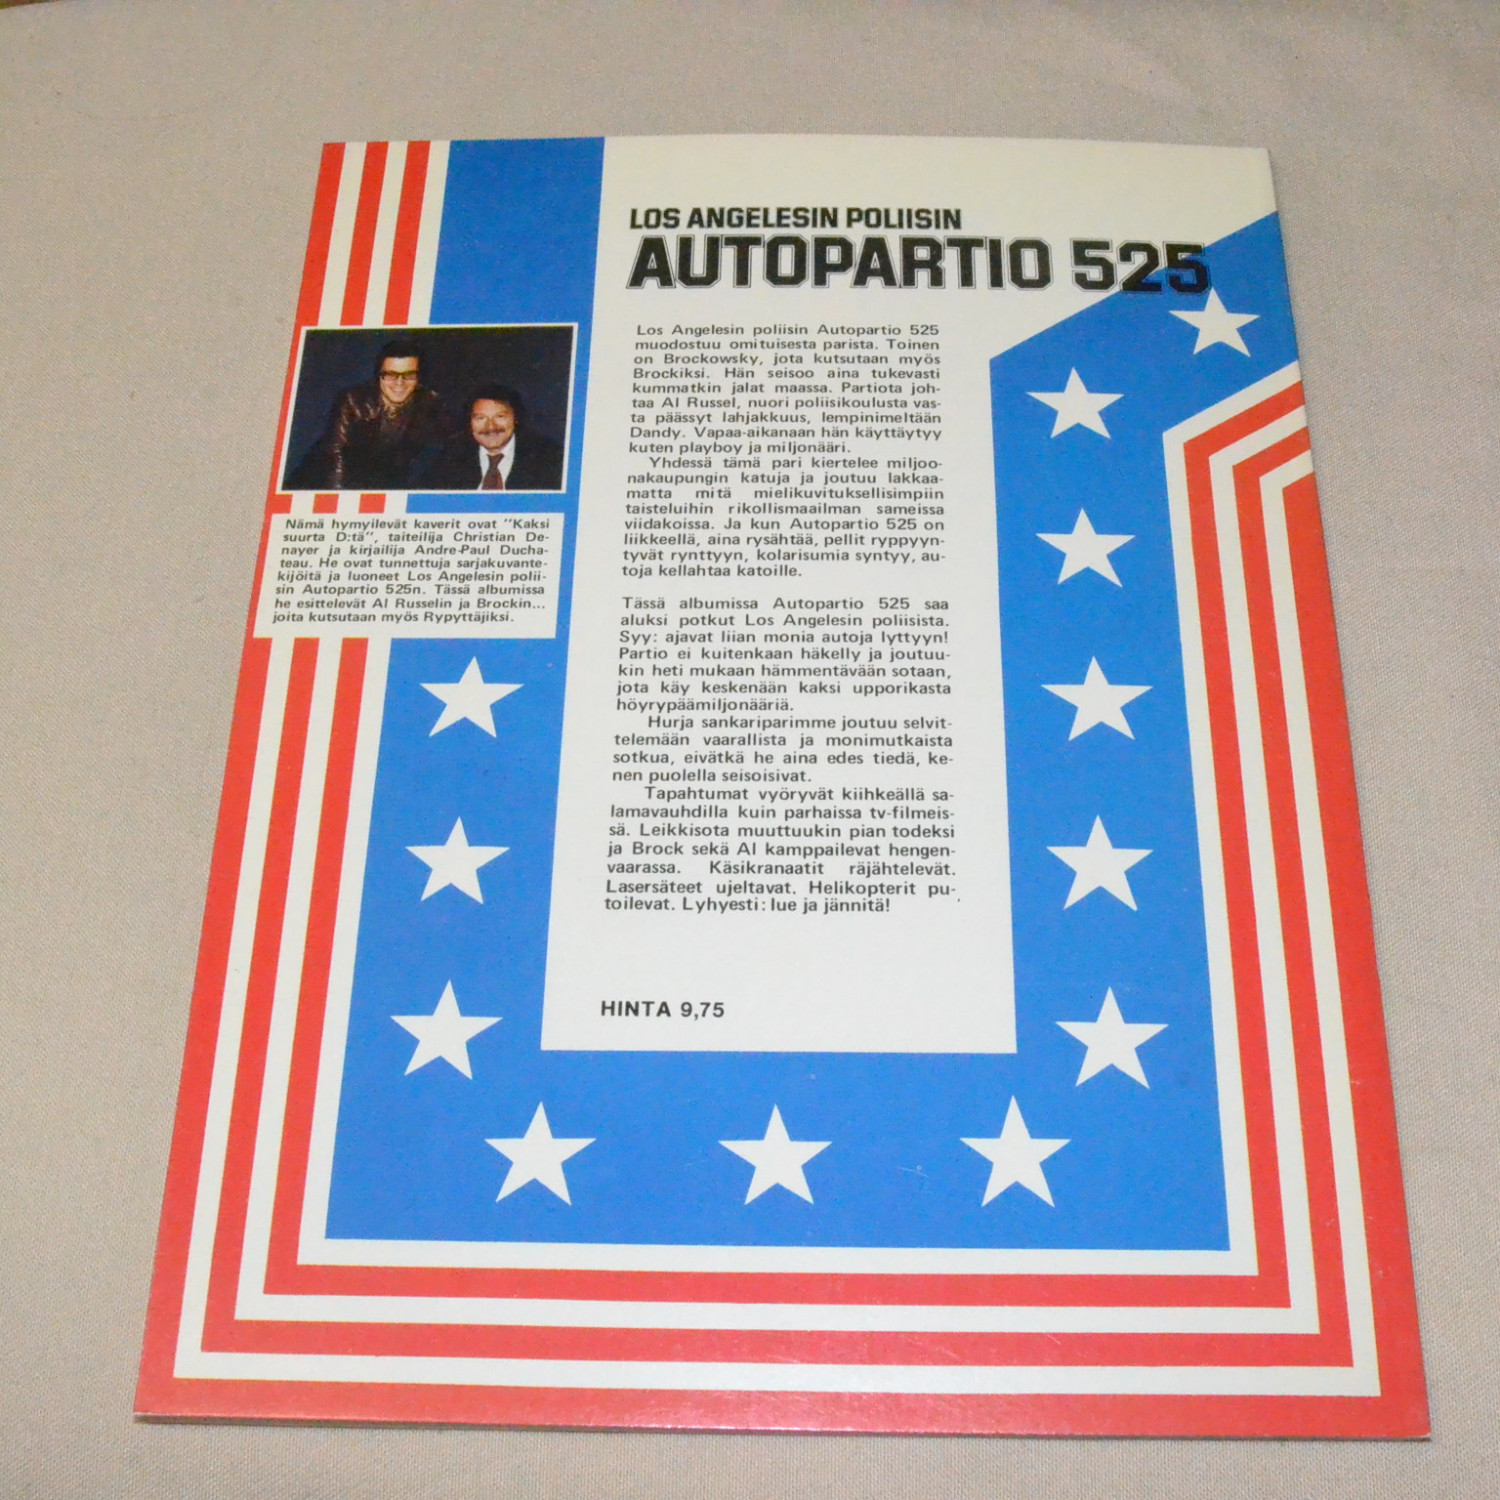 LOS ANGELESIN POLIISIN
AUTOPARTIO 525
Los Angelesin poliisin Autopartio 525
muodostuu omituisesta parista. Toinen
on Brockowsky, jota kutsutaan myös
Brockiksi. Hän seisoo aina tukevasti
kummatkin jalat maassa. Partiota joh-
taa Al Russel, nuori poliisikoulusta vas-
ta päässyt lahjakkuus, lempinimeltään
Dandy. Vapaa-aikanaan hän käyttäytyy
kuten playboy ja miljonääri.
Yhdessä tämä pari kiertelee miljoo-
nakaupungin katuja ja joutuu lakkaa-
matta mitä mielikuvituksellisimpiin
taisteluihin rikollismaailman sameissa
viidakoissa. Ja kun Autopartio 525 on
liikkeellä, aina rysähtää, pellit ryppyyn-
tyvät rynttyyn, kolarisumia syntyy, au-
toja kellahtaa katoille.
Tässä albumissa Autopartio 525 saa
aluksi potkut Los Angelesin poliisista.
Syy: ajavat liian monia autoja lyttyyn!
Partio ei kuitenkaan häkelly ja joutuu-
kin heti mukaan hämmentävään sotaan,
jota käy keskenään kaksi upporikasta
höyrypäämiljonääriä.
Hurja sankariparimme joutuu selvit-
telemään vaarallista ja monimutkaista
sotkua, eivätkä he aina edes tiedä, ke-
nen puolella seisoisivat.
Tapahtumat vyöryvät kiihkeällä sa-
lamavauhdilla kuin parhaissa tv-filmeis-
sä. Leikkisota muuttuukin pian todeksi
ja Brock sekä Al kamppailevat hengen-
vaarassa. Käsikranaatit räjähtelevät.
Lasersäteet ujeltavat. Helikopterit pu-
toilevat. Lyhyesti: lue ja jännitä!
HINTA 9,75
Nämä hymyilevät kaverit ovat "Kaksi
suurta D:tä", taiteilija Christian De-
nayer ja kirjailija Andre-Paul Ducha-
teau. He ovat tunnettuja sarjakuvante-
kijöitä ja luoneet Los Angelesin polii-
sin Autopartio 525n. Tässä albumissa
he esittelevät Al Russelin ja Brockin...
joita kutsutaan myös Rypyttäjiksi.